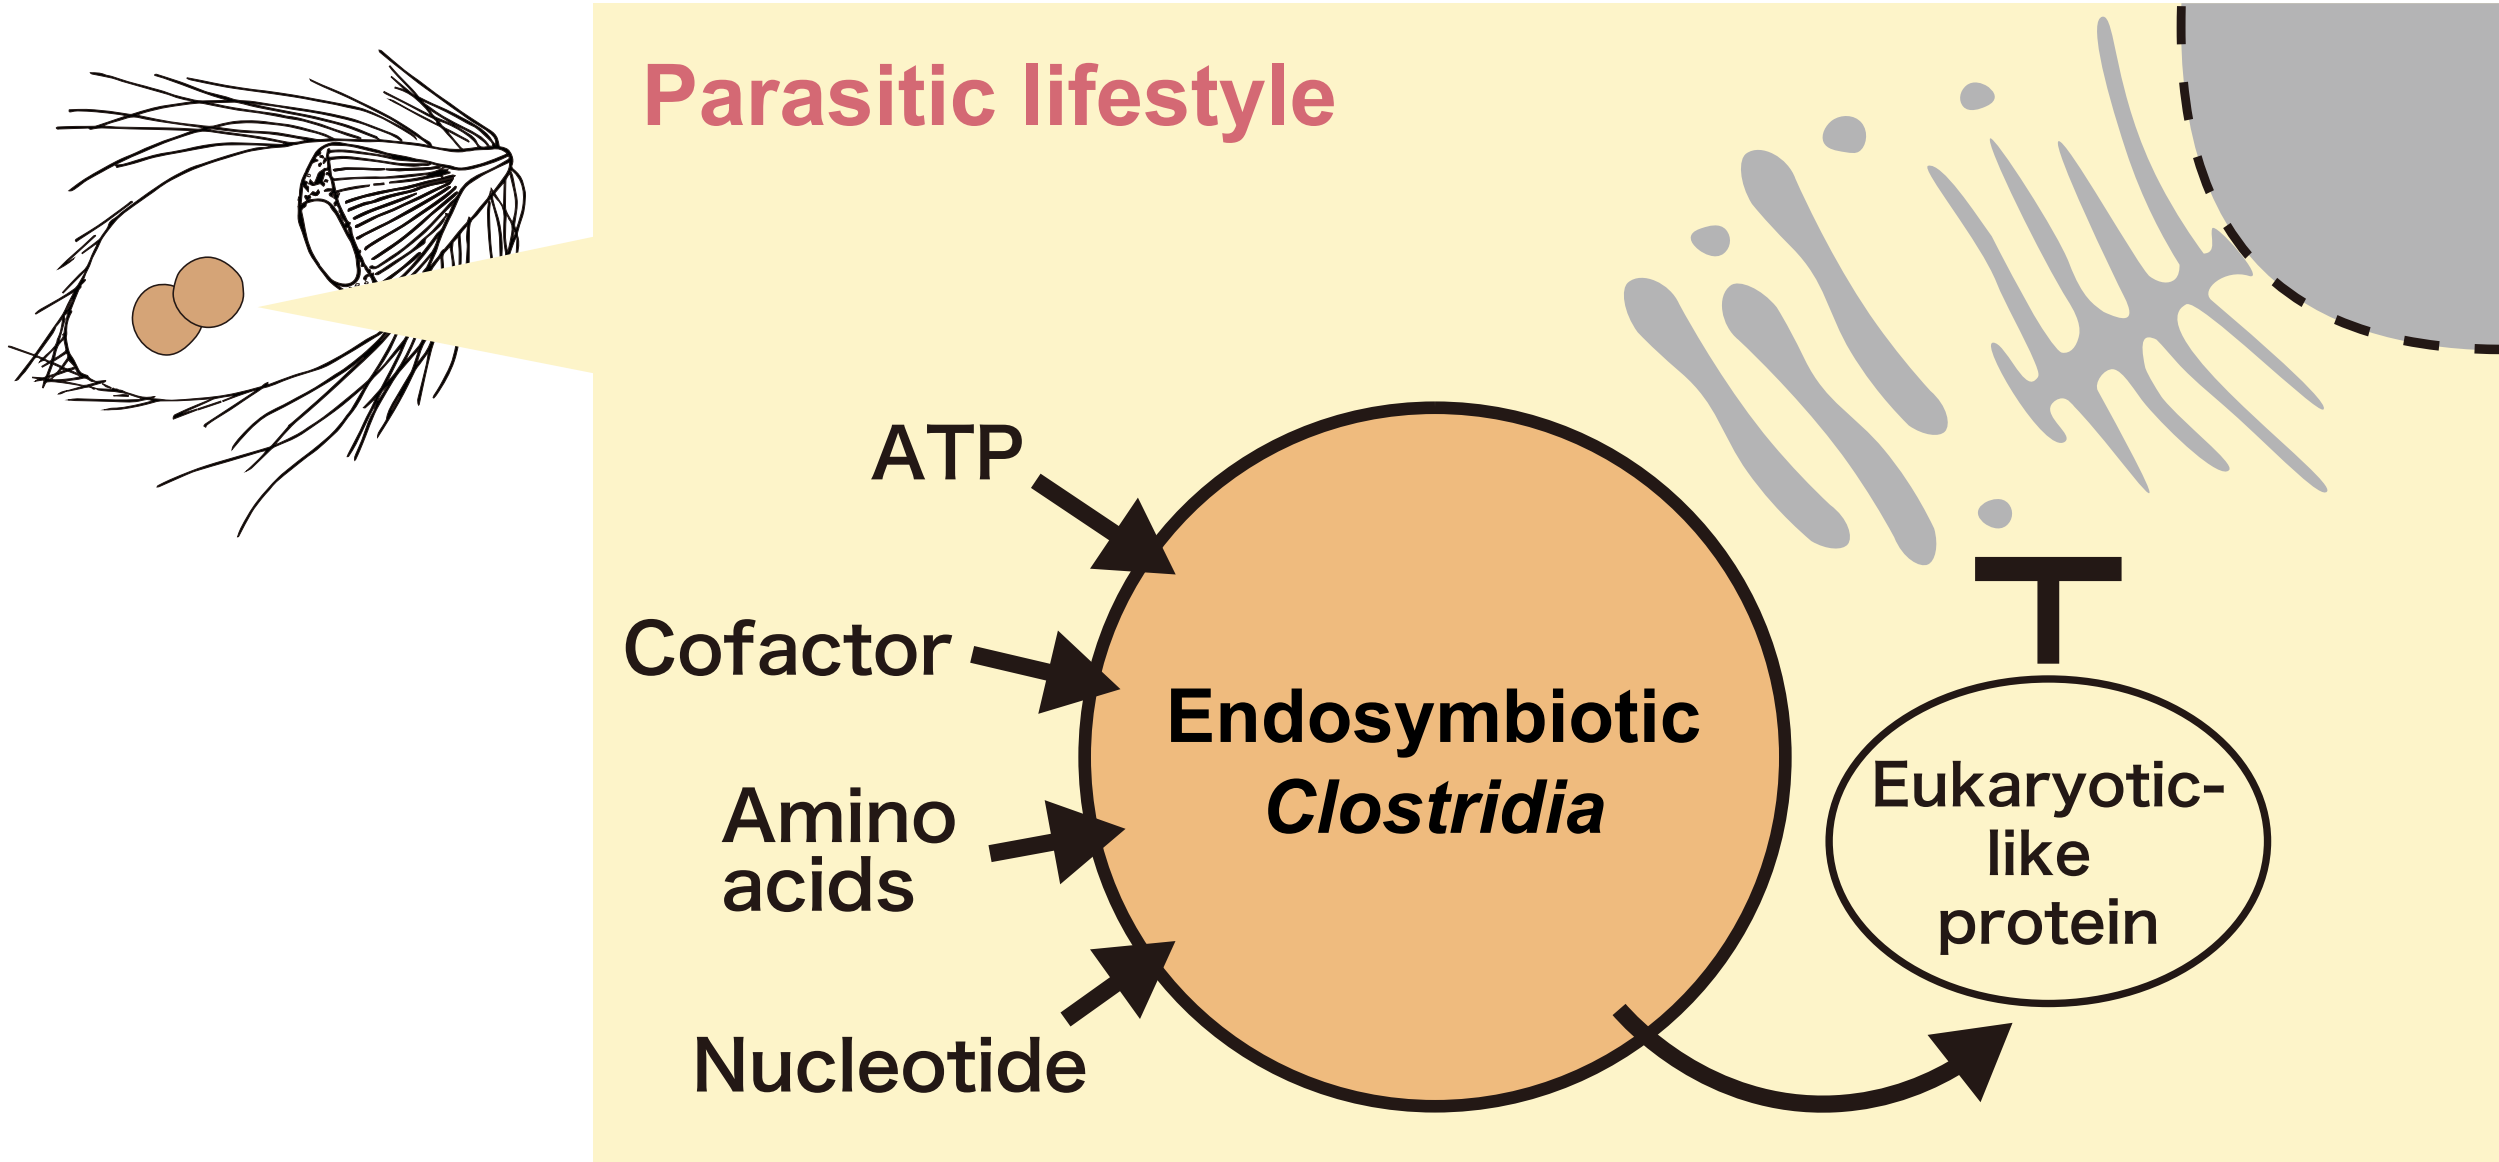 Parasitic lifestyle
ATP
Cofactor
Amino
acids
Nucleotide
Endosymbiotic
Clostridia
Eukaryotic-
like
protein